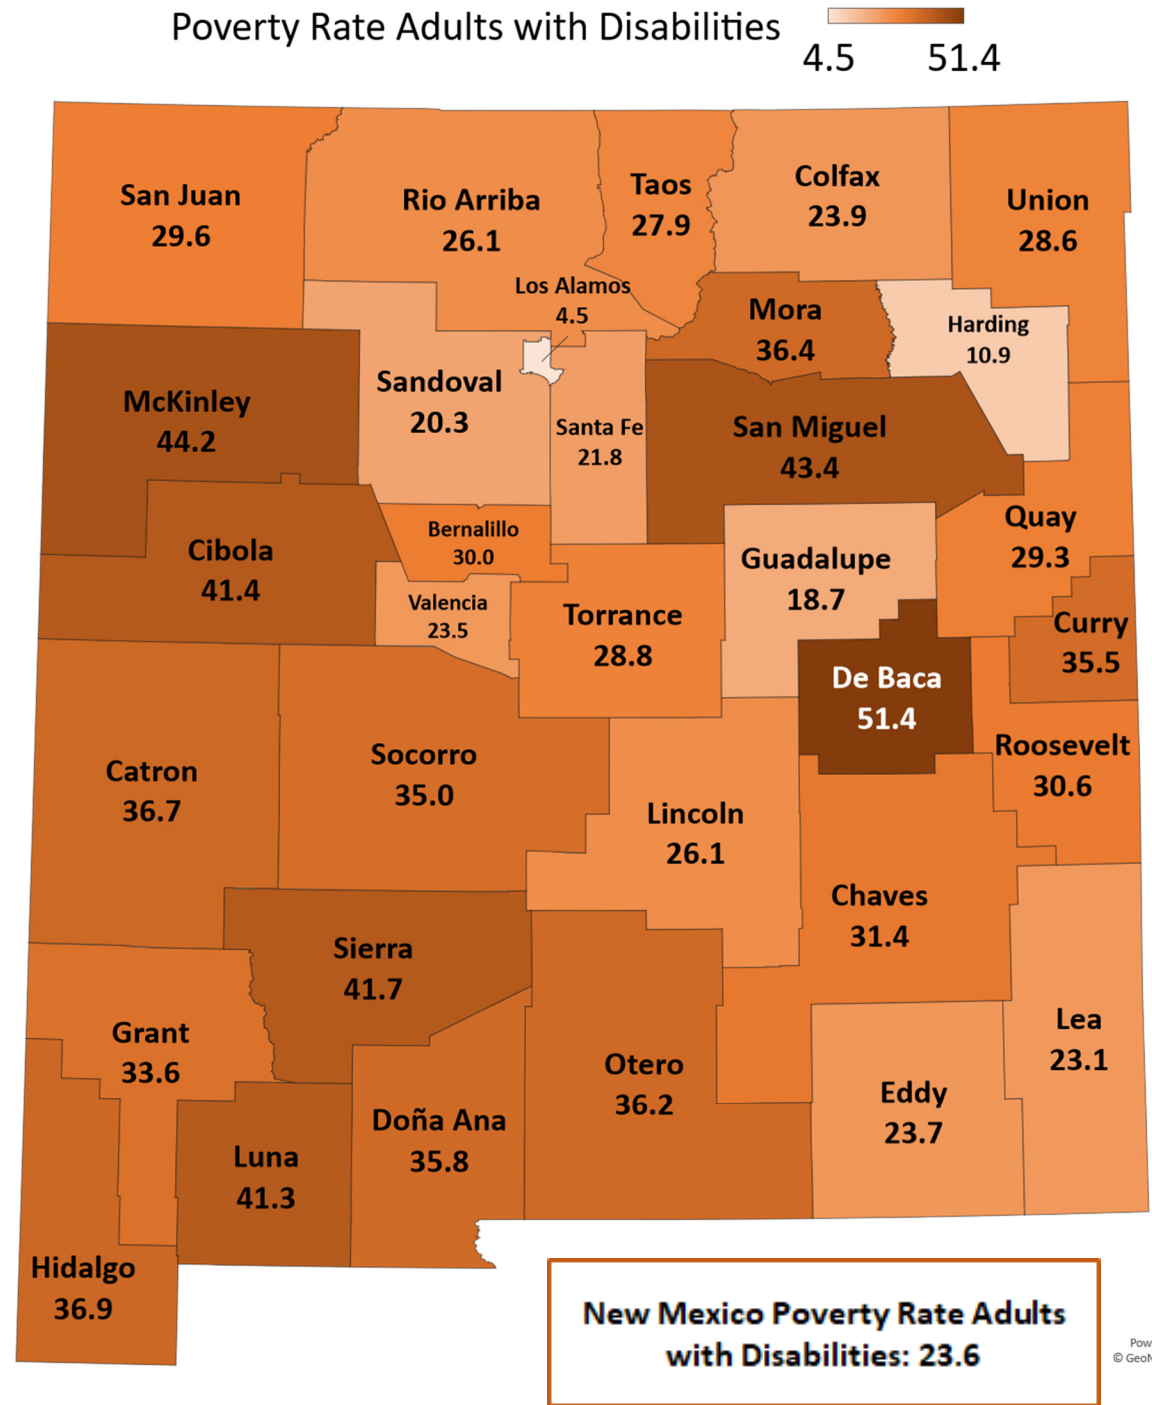 Poverty Rate Adults with Disabilities
4.5 51.4
San Juan
29.6
Rio Arriba
26.1
Taos
27.9
Colfax
23.9
Union
28.6
Los Alamos
4.5
Mora
36.4
Harding
10.9
McKinley
44.2
Sandoval
20.3
Santa Fe
21.8
San Miguel
43.4
Quay
29.3
Cibola
41.4
Bernalillo
30.0
Valencia
23.5
Torrance
28.8
Guadalupe
18.7
Curry
35.5
De Baca
51.4
Roosevelt
30.6
Catron
36.7
Socorro
35.0
Lincoln
26.1
Chaves
31.4
Sierra
41.7
Grant
33.6
Otero
36.2
Lea
23.1
Eddy
23.7
Doña Ana
35.8
Luna
41.3
Hidalgo
36.9
New Mexico Poverty Rate Adults
with Disabilities: 23.6
Pow
© GeoN